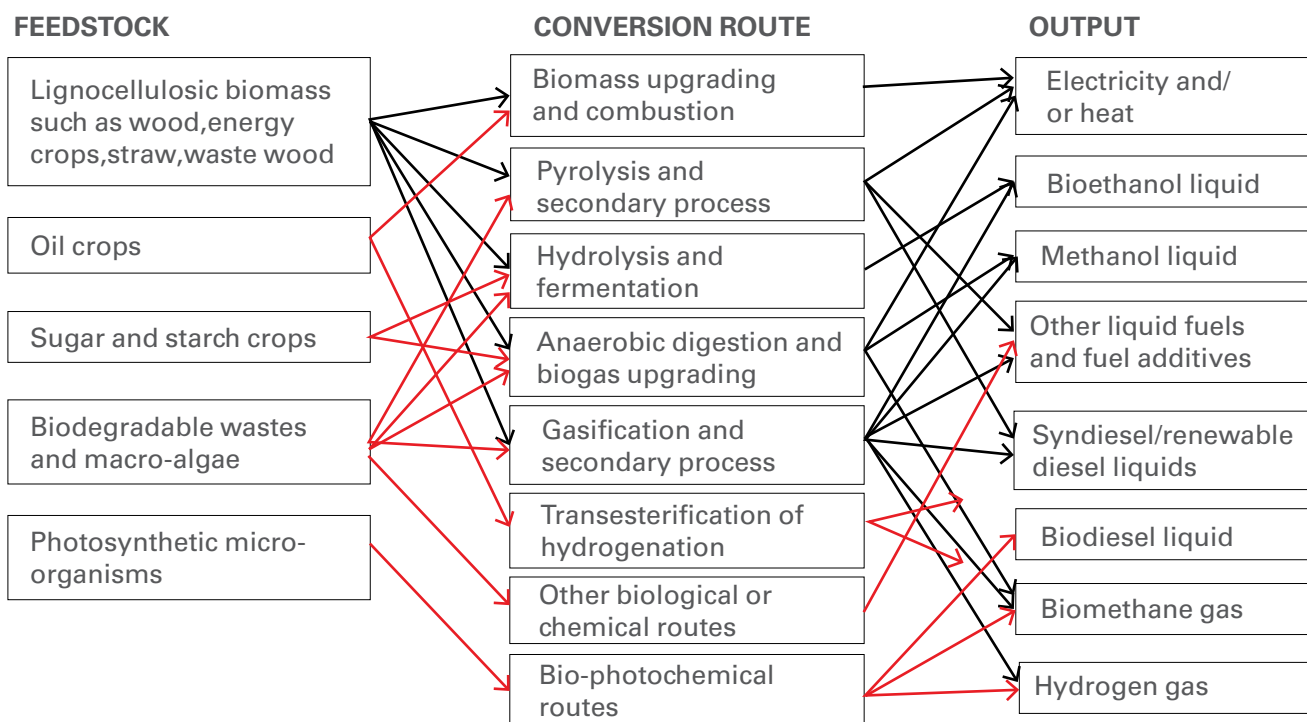 FEEDSTOCK
Lignocellulosic biomass
such as wood,energy
crops,straw,waste wood
Oil crops
Sugar and starch crops
Biodegradable wastes
and macro-algae
Photosynthetic micro-
organisms
CONVERSION ROUTE
Biomass upgrading
and combustion
Pyrolysis and
secondary process
Hydrolysis and
fermentation
Anaerobic digestion and
biogas upgrading
Gasification and
secondary process
Transesterification of
hydrogenation
Other biological or
chemical routes
Bio-photochemical
routes
OUTPUT
Electricity and/
or heat
Bioethanol liquid
Methanol liquid
Other liquid fuels
and fuel additives
Syndiesel/renewable
diesel liquids
Biodiesel liquid
Biomethane gas
Hydrogen gas